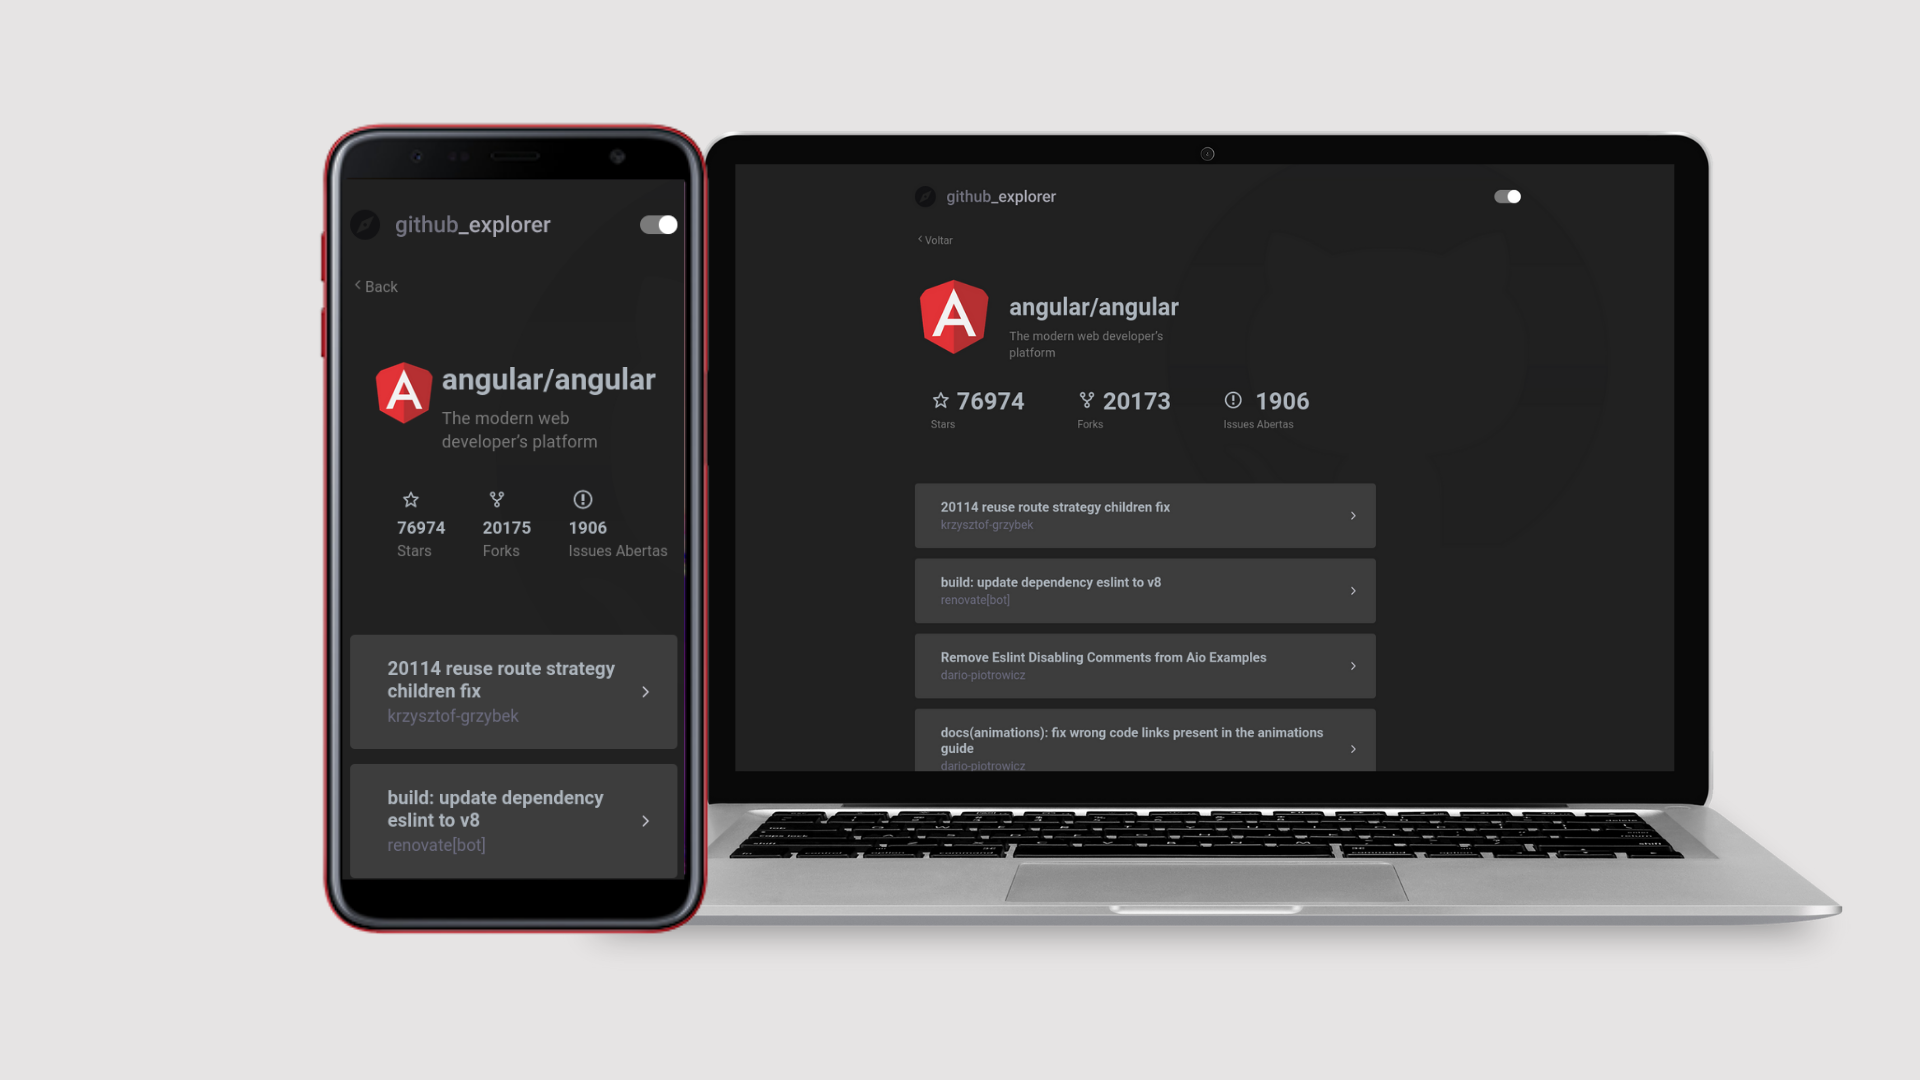 github_explorer
Back
angular/angular
The modern web
developer's platform
76974
20175
1906
Stars
Forks
Issues Abertas
20114 reuse route strategy
children fix
krzysztof-grzybek
build: update dependency
eslint to v8
renovate[bot]
github_explorer
Voltar
angular/angular
The modern web developer's
platform
76974
20173
1906
Stars
Forks
Issues Abertas
20114 reuse route strategy children fix
krzysztof-grzybek
build: update dependency eslint to v8
renovate[bot]
Remove Eslint Disabling Comments from Aio Examples
dario-piotrowicz
docs(animations): fix wrong code links present in the animations
guide
dario-piotrowicz